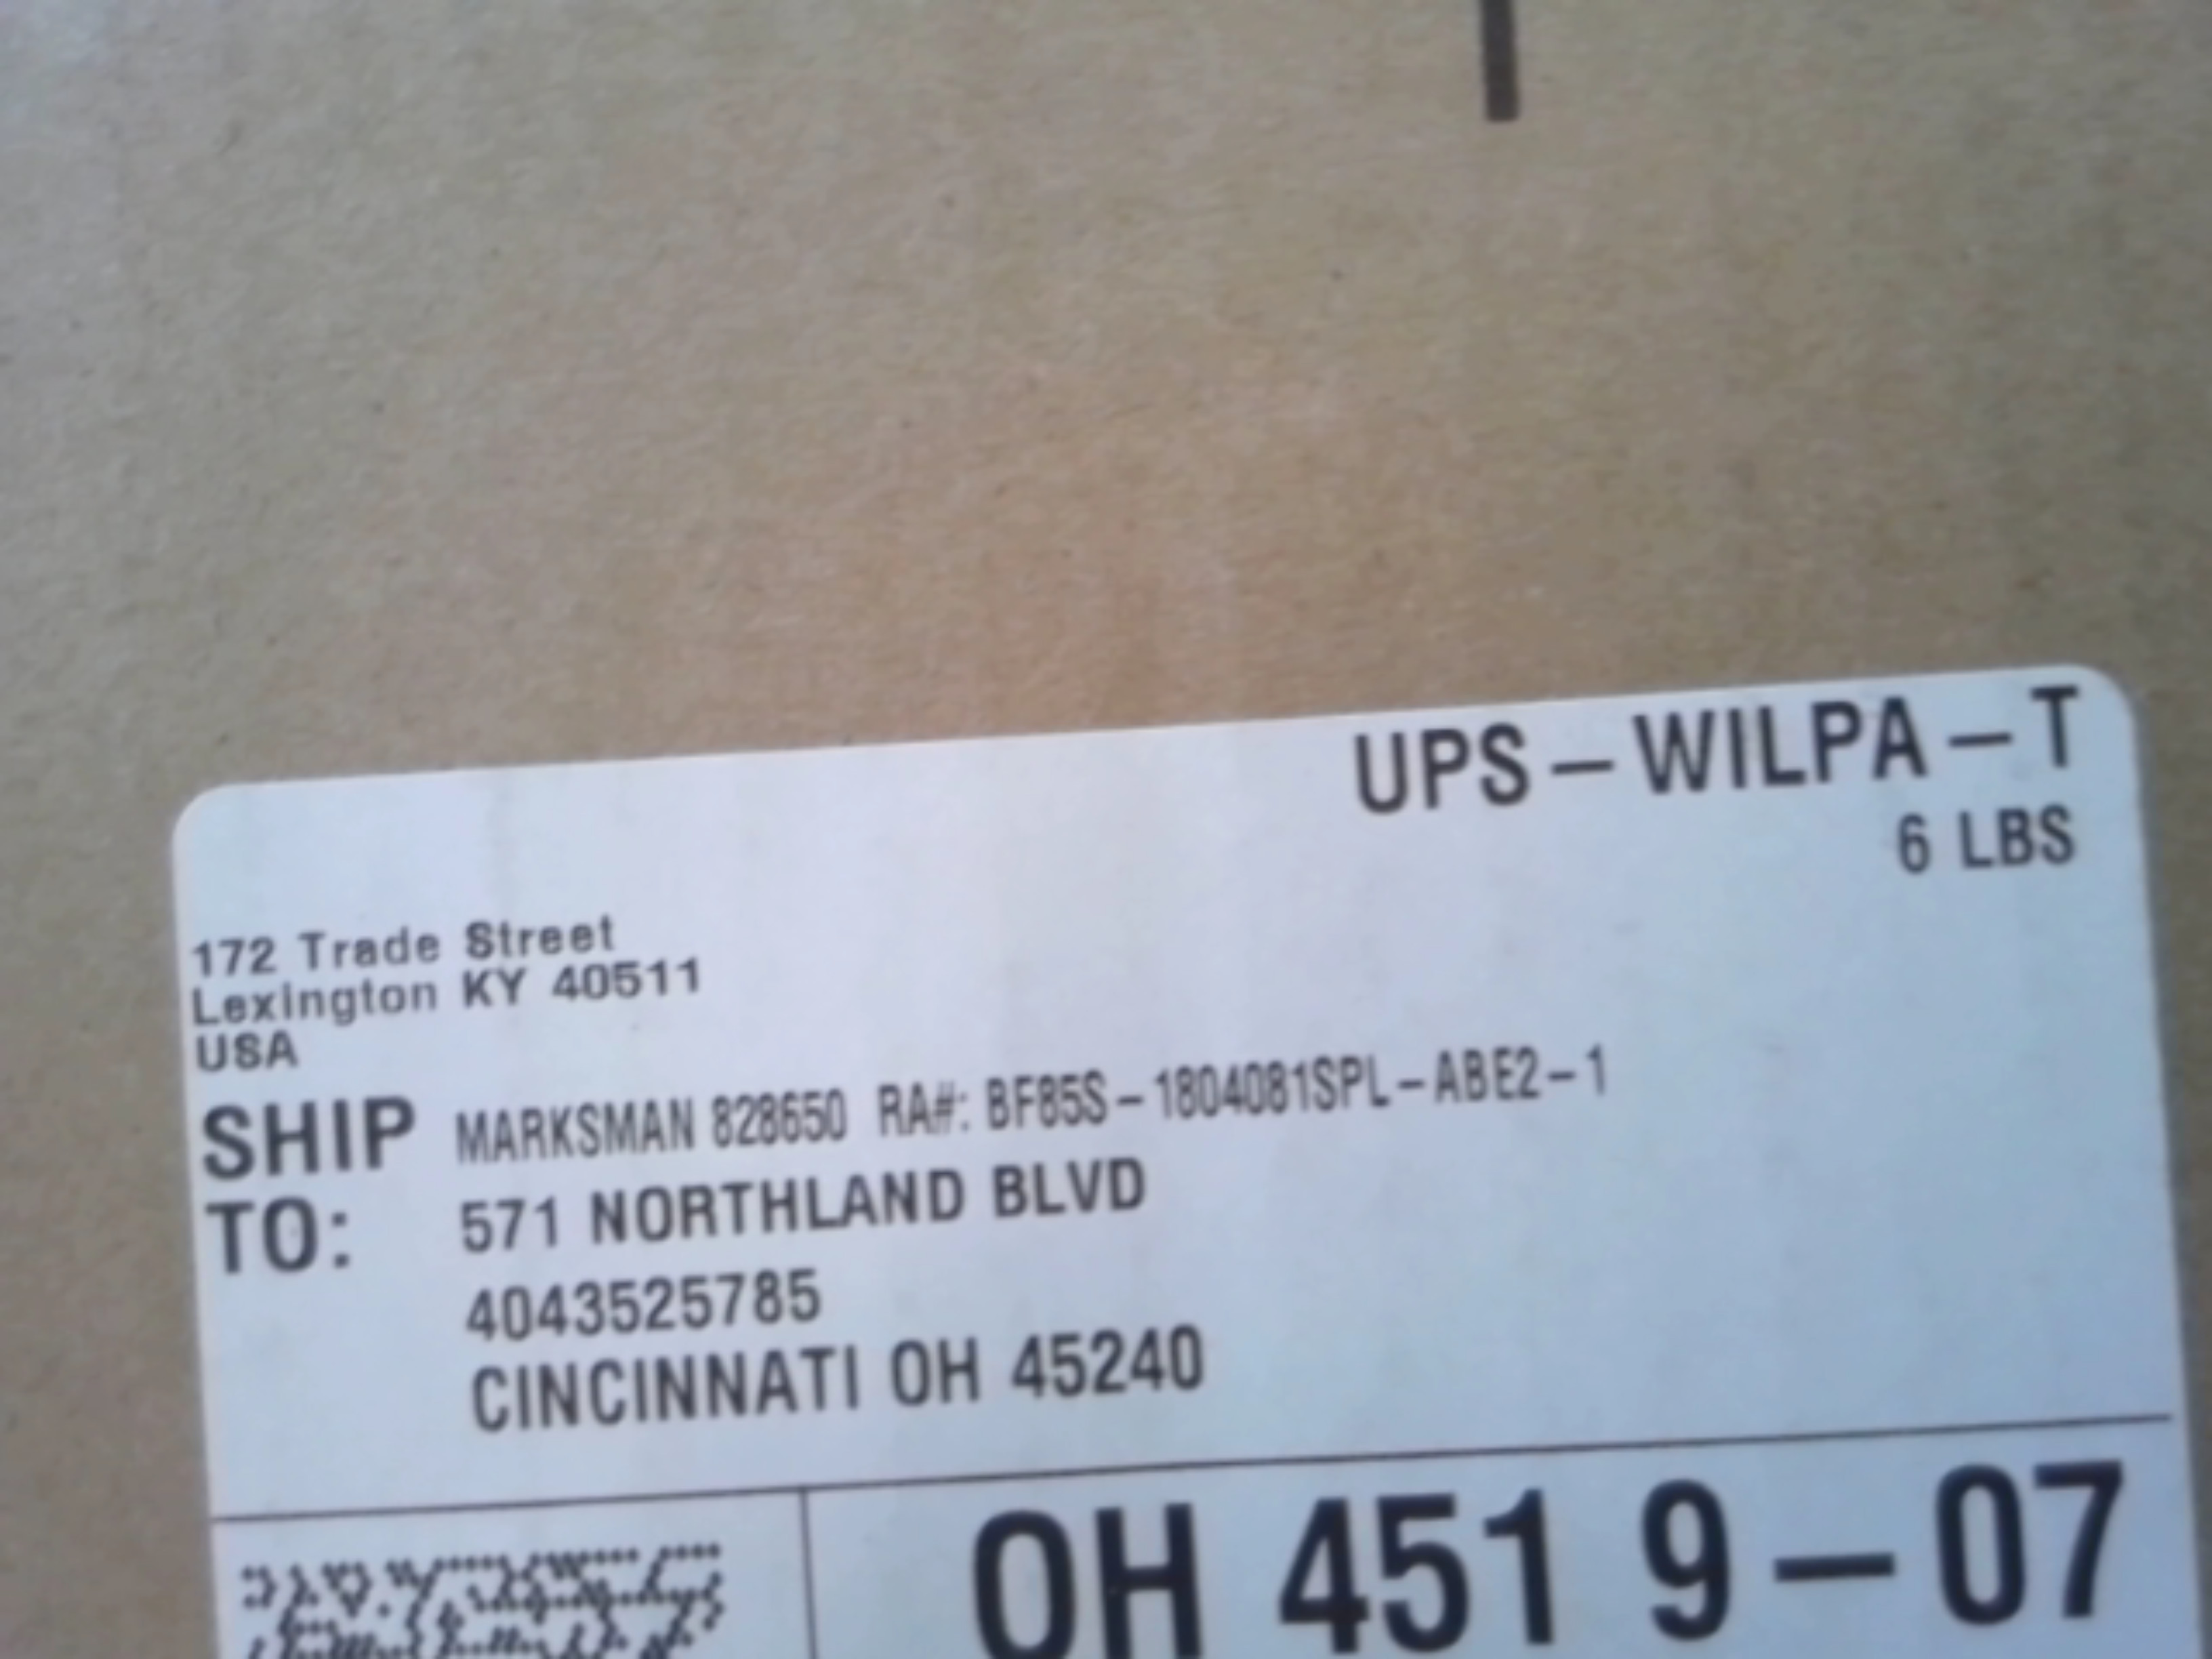 UPS-WILPA-T
6 LBS
172 Trade Street
Lexington KY 40511
USA
SHIP TO:
MARKSMAN 828650 RA#: BF85S-1804081SPL-ABE2-1
571 NORTHLAND BLVD
4043525785
CINCINNATI OH 45240
OH 451 9-07